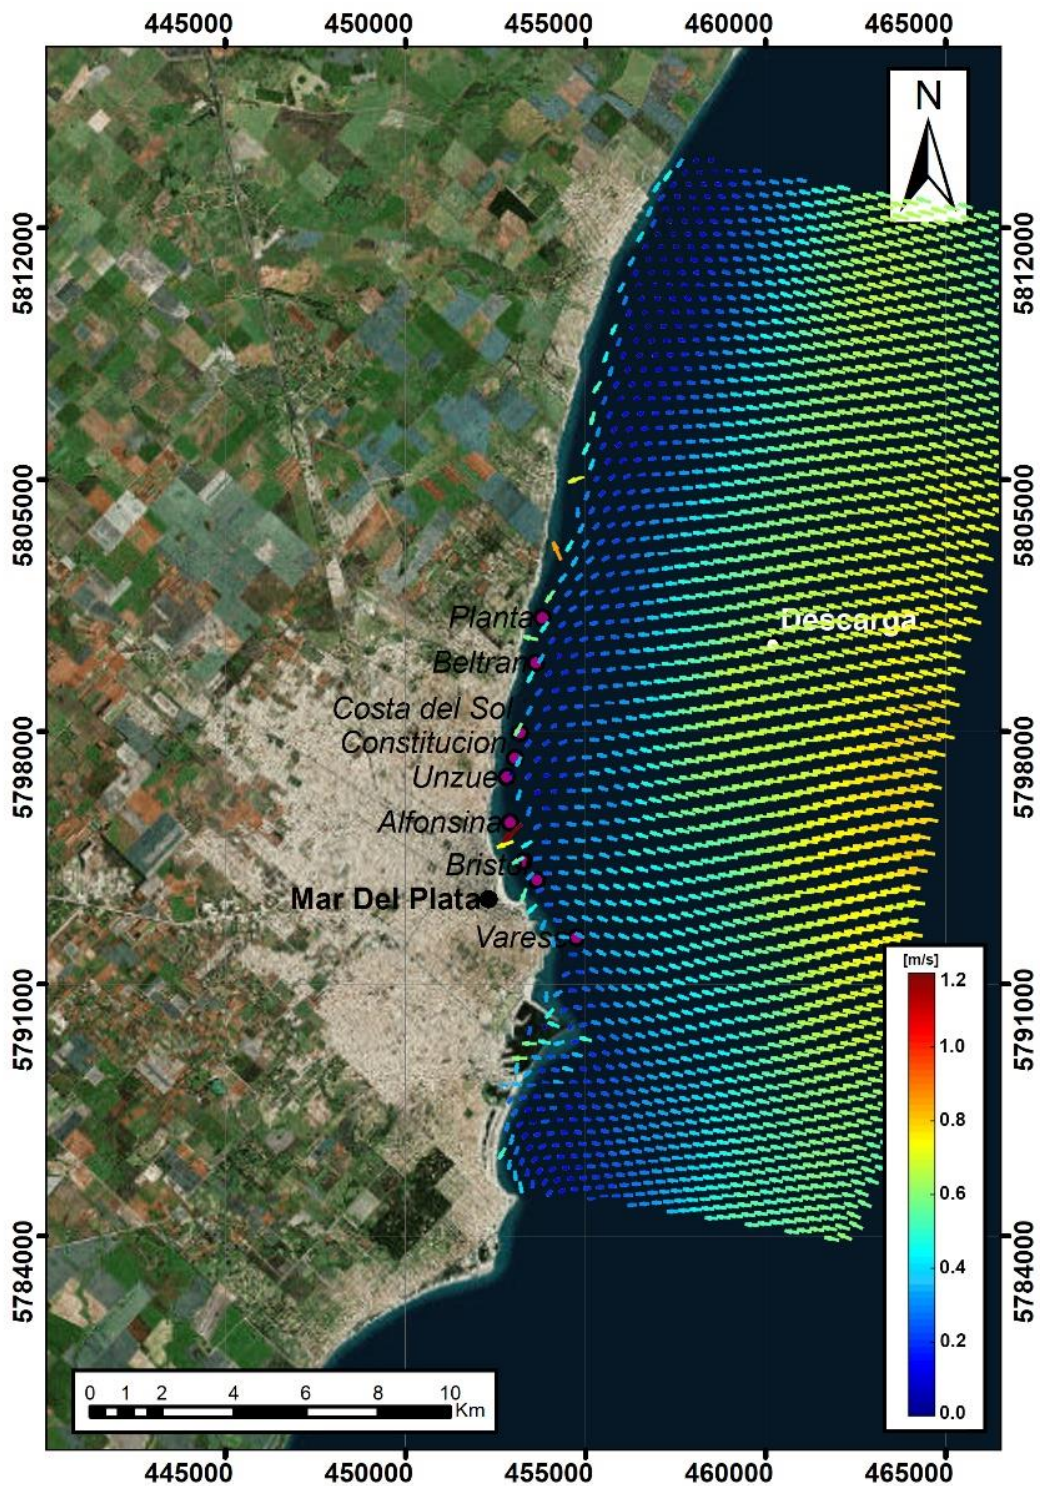 445000 450000 455000 460000 465000
N
5812000
5812000
5805000
5805000
Planta
Descarga
Beltran
Costa del Sol
Constitucion
5798000
5798000
Unzue
Alfonsina
Bristol
Mar Del Plata
Varese
[m/s]
1.2
5791000
5791000
1.0
0.8
0.6
5784000
5784000
0.4
0.2
0 1 2 4 6 8 10
Km
0.0
445000 450000 455000 460000 465000